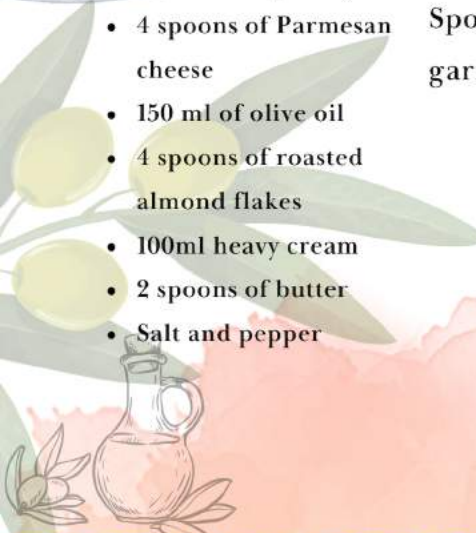 • 4 spoons of Parmesan
cheese
• 150 ml of olive oil
• 4 spoons of roasted
almond flakes
• 100ml heavy cream
• 2 spoons of butter
• Salt and pepper